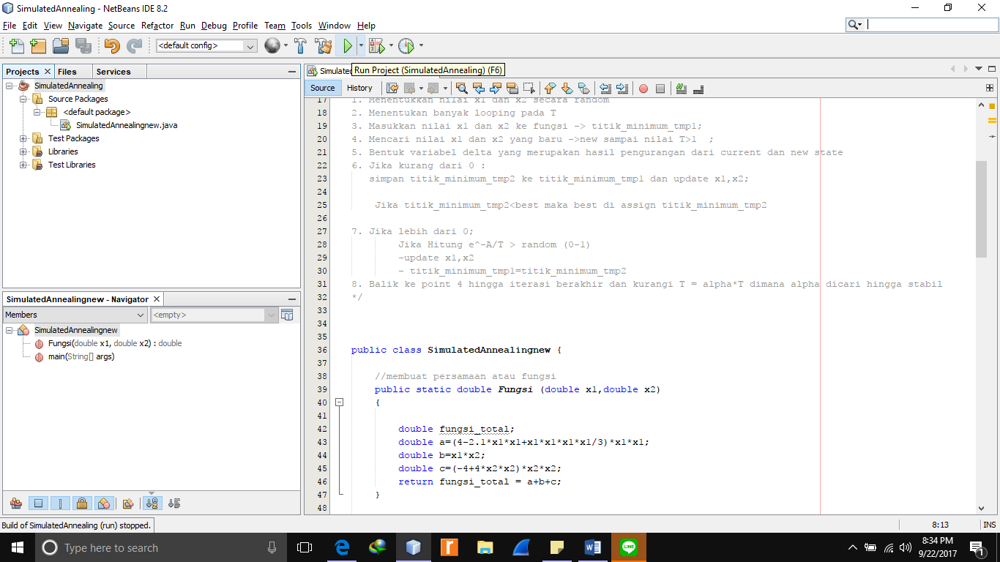 SimulatedAnnealing - NetBeans IDE 8.2
File Edit View Navigate Source Refactor Run Debug Profile Team Tools Window Help
<default config>
Projects Files Services
Run Project (SimulatedAnnealing) (F6)
SimulatedAnnealing
Source Packages
<default package>
SimulatedAnnealingnew.java
Test Packages
Libraries
Test Libraries
SimulatedAnnealingnew - Navigator
Members <empty>
SimulatedAnnealingnew
Fungsi(double x1, double x2) : double
main(String[] args)
Source History
17 1. Menentukkan nilai x1 dan x2 secara random
18 2. Menentukan banyak looping pada T
19 3. Masukkan nilai x1 dan x2 ke fungsi -> titik_minimum_tmp1;
20 4. Mencari nilai x1 dan x2 yang baru ->new sampai nilai T>1  ;
21 5. Bentuk variabel delta yang merupakan hasil pengurangan dari current dan new state
22 6. Jika kurang dari 0 :
23 simpan titik_minimum_tmp2 ke titik_minimum_tmp1 dan update x1,x2;
24
25 Jika titik_minimum_tmp2<best maka best di assign titik_minimum_tmp2
26
27 7. Jika lebih dari 0;
28 Jika Hitung e^-A/T > random (0-1)
29 -update x1,x2
30 - titik_minimum_tmp1=titik_minimum_tmp2
31 8. Balik ke point 4 hingga iterasi berakhir dan kurangi T = alpha*T dimana alpha dicari hingga stabil
32 */
33
34
35
36 public class SimulatedAnnealingnew {
37
38 //membuat persamaan atau fungsi
39 public static double Fungsi (double x1,double x2)
40 {
41
42 double fungsi_total;
43 double a=(4-2.1*x1*x1+x1*x1*x1*x1/3)*x1*x1;
44 double b=x1*x2;
45 double c=(-4+4*x2*x2)*x2*x2;
46 return fungsi_total = a+b+c;
47 }
48
Build of SimulatedAnnealing (run) stopped.
8:13 INS
Type here to search
8:34 PM
9/22/2017
1